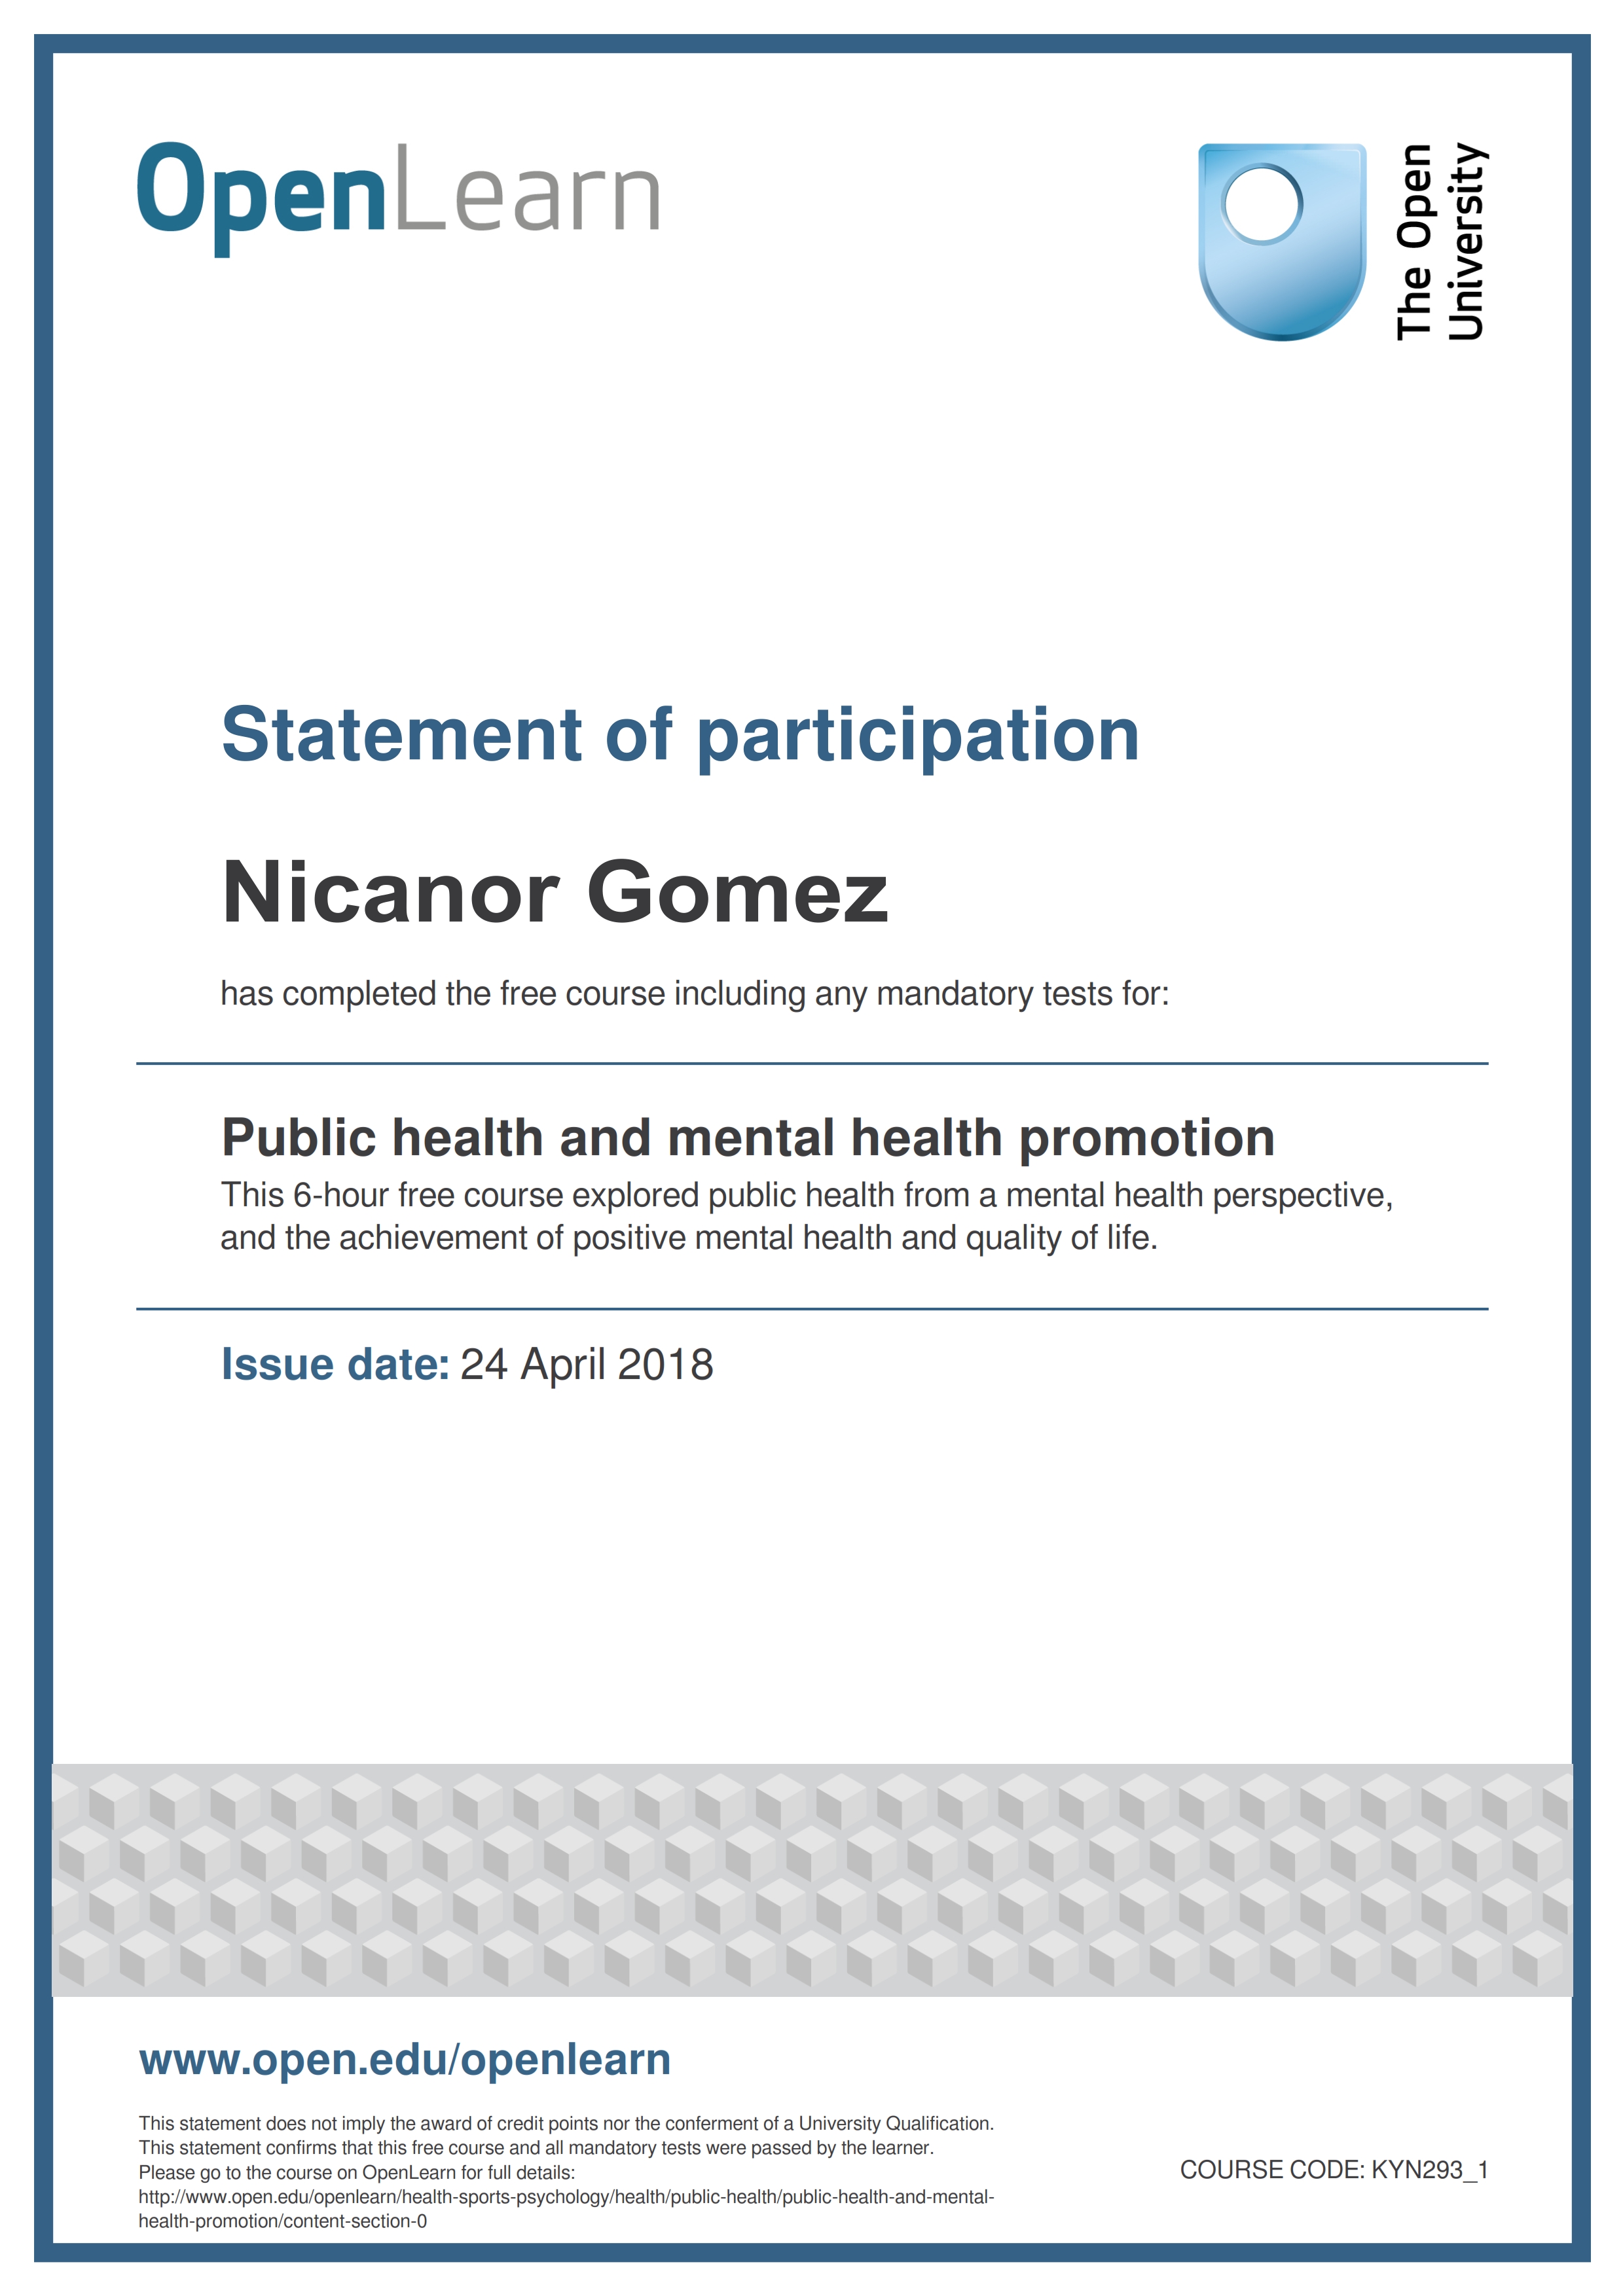 OpenLearn
The Open
University
Statement of participation
Nicanor Gomez
has completed the free course including any mandatory tests for:
Public health and mental health promotion
This 6-hour free course explored public health from a mental health perspective,
and the achievement of positive mental health and quality of life.
Issue date: 24 April 2018
www.open.edu/openlearn
This statement does not imply the award of credit points nor the conferment of a University Qualification.
This statement confirms that this free course and all mandatory tests were passed by the learner.
Please go to the course on OpenLearn for full details:
http://www.open.edu/openlearn/health-sports-psychology/health/public-health/public-health-and-mental-
health-promotion/content-section-0
COURSE CODE: KYN293_1